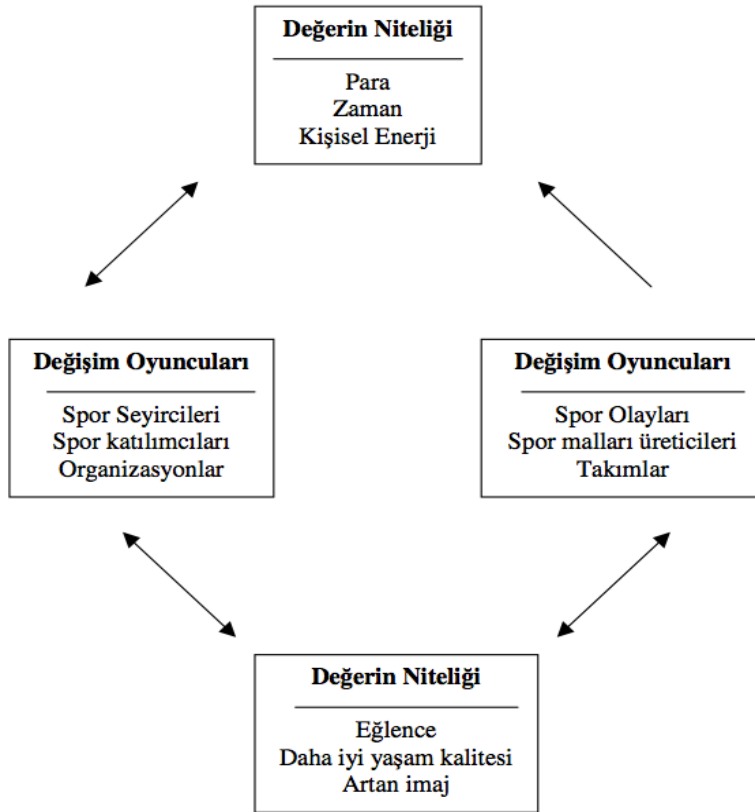 Değerin Niteliği
Para
Zaman
Kişisel Enerji
Değişim Oyuncuları
Spor Seyircileri
Spor katılımcıları
Organizasyonlar
Değişim Oyuncuları
Spor Olayları
Spor malları üreticileri
Takımlar
Değerin Niteliği
Eğlence
Daha iyi yaşam kalitesi
Artan imaj